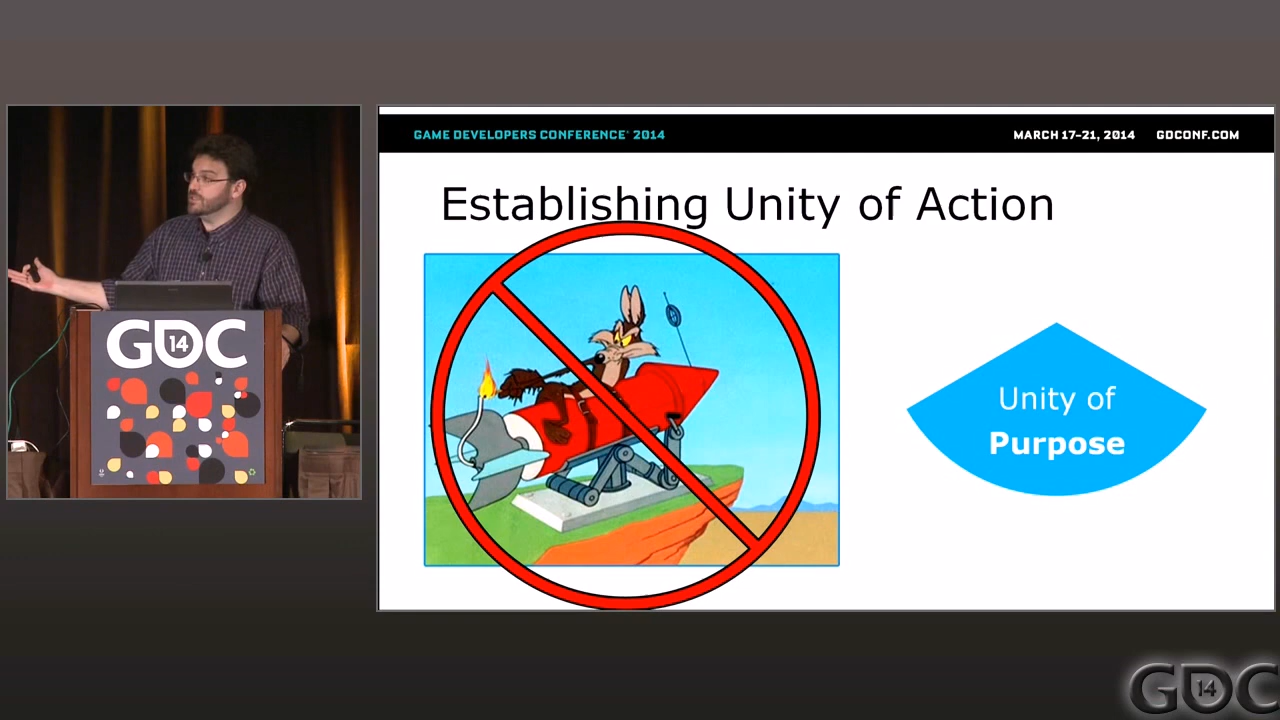 GAME DEVELOPERS CONFERENCE® 2014
MARCH 17-21, 2014 GDCONF.COM
Establishing Unity of Action
Unity of
Purpose
GDC
14
GDC
14